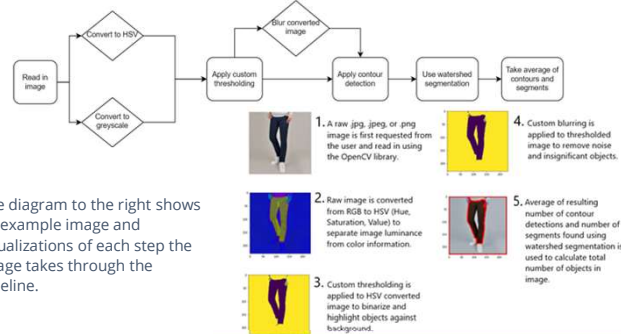 Convert to HSV
Blur converted
image
Read in
image
Apply custom
thresholding
Apply contour
detection
Use watershed
segmentation
Take average of
contours and
segments
Convert to
greyscale
1. A raw .jpg, .jpeg, or .png
image is first requested from
the user and read in using
the OpenCV library.
2. Raw image is converted
from RGB to HSV (Hue,
Saturation, Value) to
separate image luminance
from color information.
3. Custom thresholding is
applied to HSV converted
image to binarize and
highlight objects against
background.
4. Custom blurring is
applied to thresholded
image to remove noise
and insignificant objects.
5. Average of resulting
number of contour
detections and number of
segments found using
watershed segmentation is
used to calculate total
number of objects in
image.
e diagram to the right shows
example image and
ualizations of each step the
age takes through the
eline.